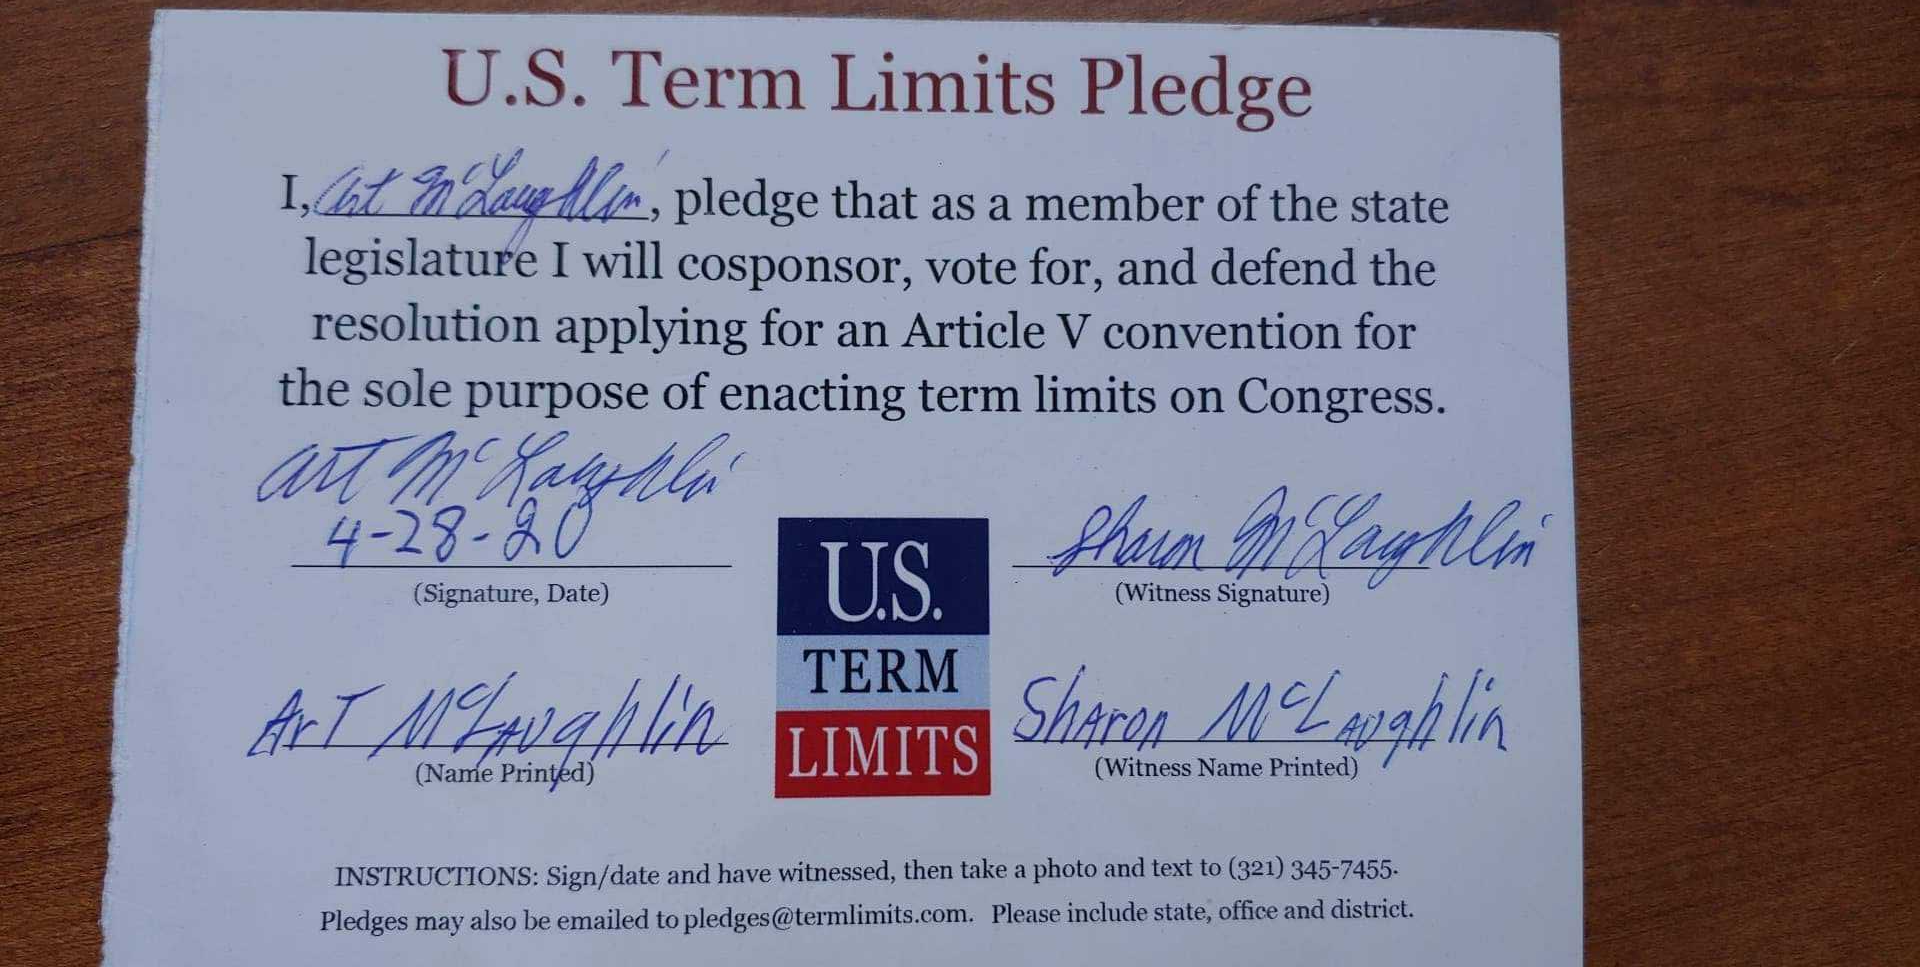 U.S. Term Limits Pledge
I, Art McLaughlin, pledge that as a member of the state
legislature I will cosponsor, vote for, and defend the
resolution applying for an Article V convention for
the sole purpose of enacting term limits on Congress.
Art McLaughlin
4-28-20
(Signature, Date)
Sharon McLaughlin
(Witness Signature)
Art McLaughlin
(Name Printed)
U.S.
TERM
LIMITS
Sharon McLaughlin
(Witness Name Printed)
INSTRUCTIONS: Sign/date and have witnessed, then take a photo and text to (321) 345-7455.
Pledges may also be emailed to pledges@termlimits.com. Please include state, office and district.